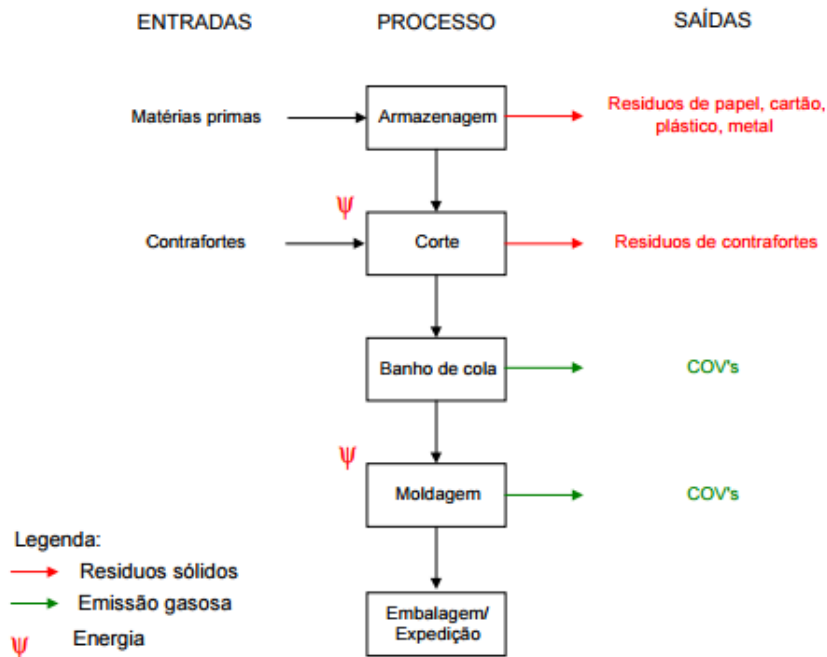 ENTRADAS PROCESSO SAÍDAS
Matérias primas Armazenagem Residuos de papel, cartão,
plástico, metal
ψ
Contrafortes Corte Residuos de contrafortes
Banho de cola COV's
ψ
Moldagem COV's
Legenda:
Residuos sólidos
Emissão gasosa
Embalagem/
Expedição
ψ Energia